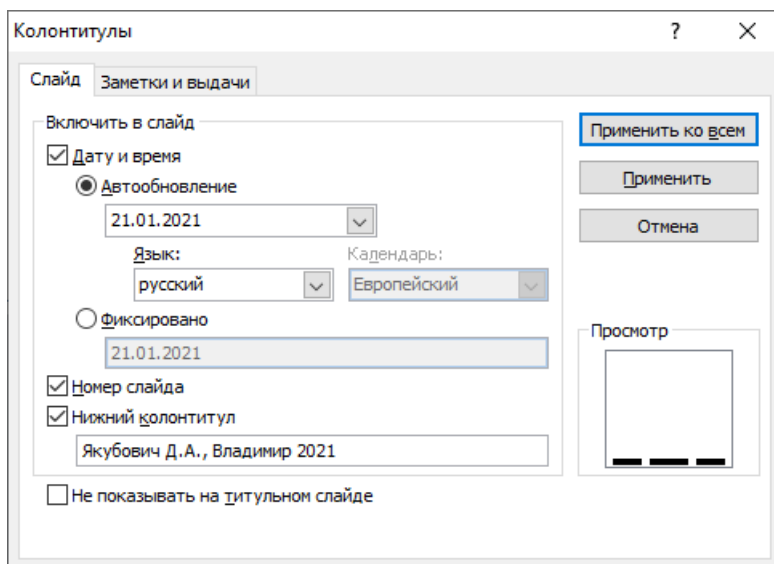 Колонтитулы ?
Слайд Заметки и выдачи
Включить в слайд
Дату и время
Автообновление
21.01.2021
Язык: Календарь:
русский Европейский
Фиксировано
21.01.2021
Номер слайда
Нижний колонтитул
Якубович Д.А., Владимир 2021
Не показывать на титульном слайде
Применить ко всем
Применить
Отмена
Просмотр